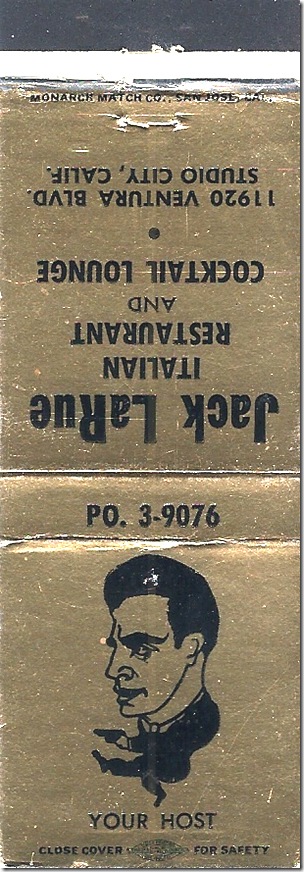 MONARCH MATCH CO., SAN JOSE, CAL.
Jack LaRue
ITALIAN
RESTAURANT
AND
COCKTAIL LOUNGE
•
11920 VENTURA BLVD.
STUDIO CITY, CALIF.
PO. 3-9076
YOUR HOST
CLOSE COVER FOR SAFETY